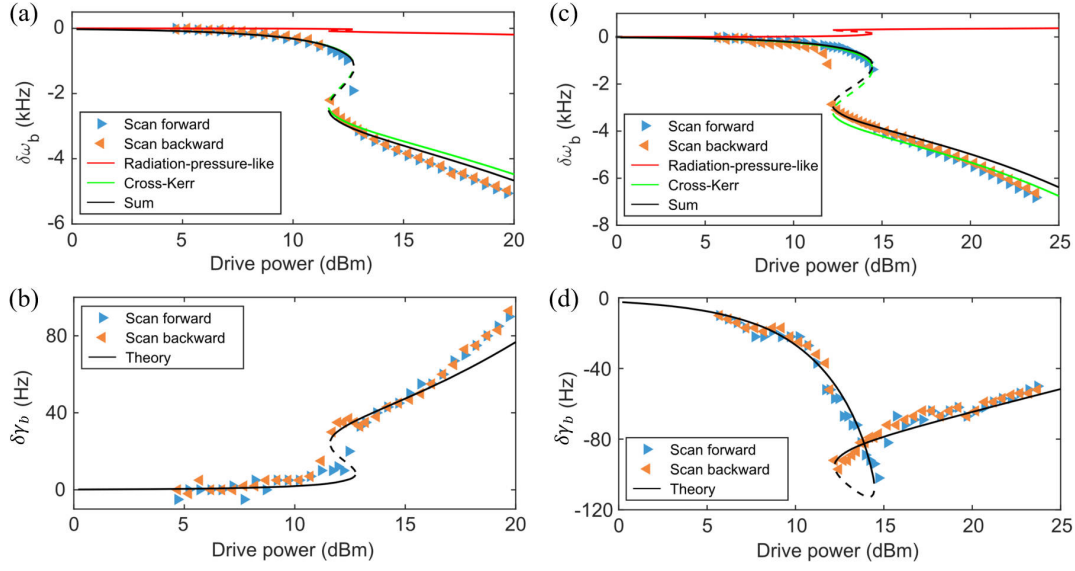 (a)
0
-2
-4
-6
δω_b (kHz)
Scan forward
Scan backward
Radiation-pressure-like
Cross-Kerr
Sum
0 5 10 15 20
Drive power (dBm)
(c)
0
-2
-4
-6
-8
δω_b (kHz)
Scan forward
Scan backward
Radiation-pressure-like
Cross-Kerr
Sum
0 5 10 15 20 25
Drive power (dBm)
(b)
80
40
0
δγ_b (Hz)
Scan forward
Scan backward
Theory
0 5 10 15 20
Drive power (dBm)
(d)
0
-40
-80
-120
δγ_b (Hz)
Scan forward
Scan backward
Theory
0 5 10 15 20 25
Drive power (dBm)